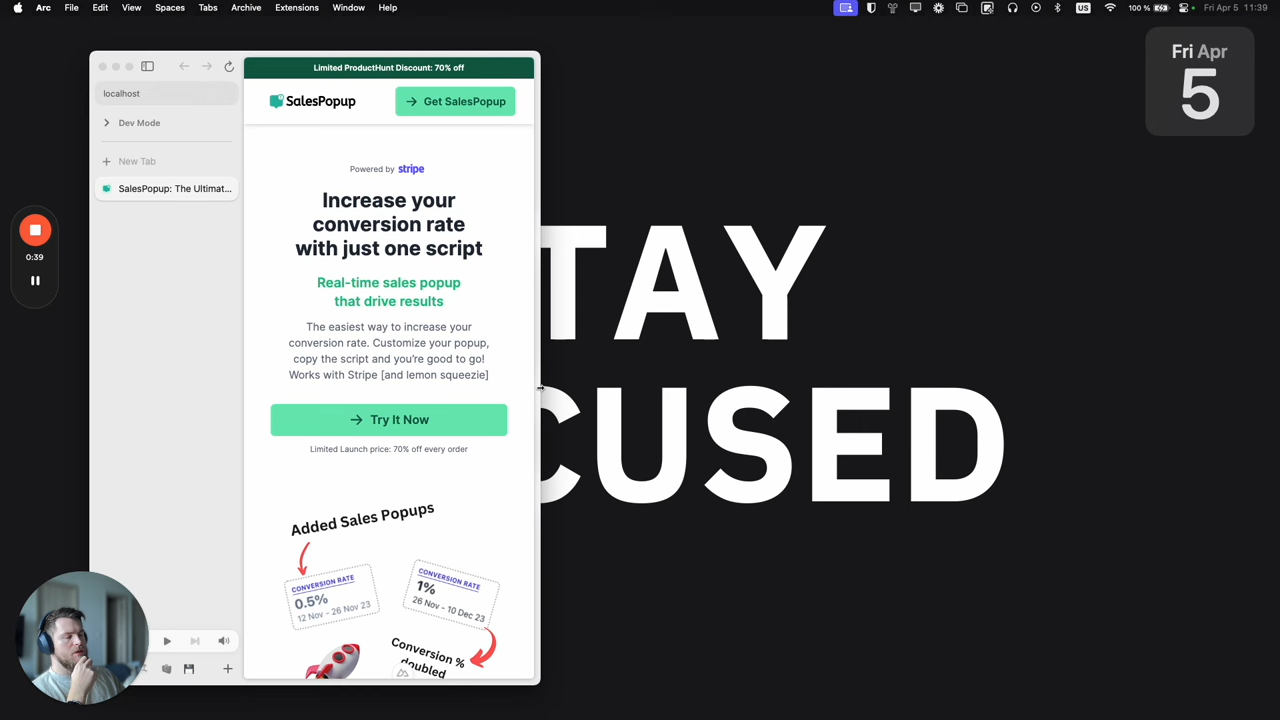 Arc File Edit View Spaces Tabs Archive Extensions Window Help
US 100 % Fri Apr 5 11:39
Fri Apr
5
localhost
Dev Mode
New Tab
SalesPopup: The Ultimat...
0:39
Limited ProductHunt Discount: 70% off
SalesPopup
Get SalesPopup
Powered by stripe
Increase your
conversion rate
with just one script
Real-time sales popup
that drive results
The easiest way to increase your
conversion rate. Customize your popup,
copy the script and you're good to go!
Works with Stripe [and lemon squeezie]
Try It Now
Limited Launch price: 70% off every order
Added Sales Popups
CONVERSION RATE
0.5%
12 Nov - 26 Nov 23
CONVERSION RATE
1%
26 Nov - 10 Dec 23
Conversion %
doubled
TAY
CUSED